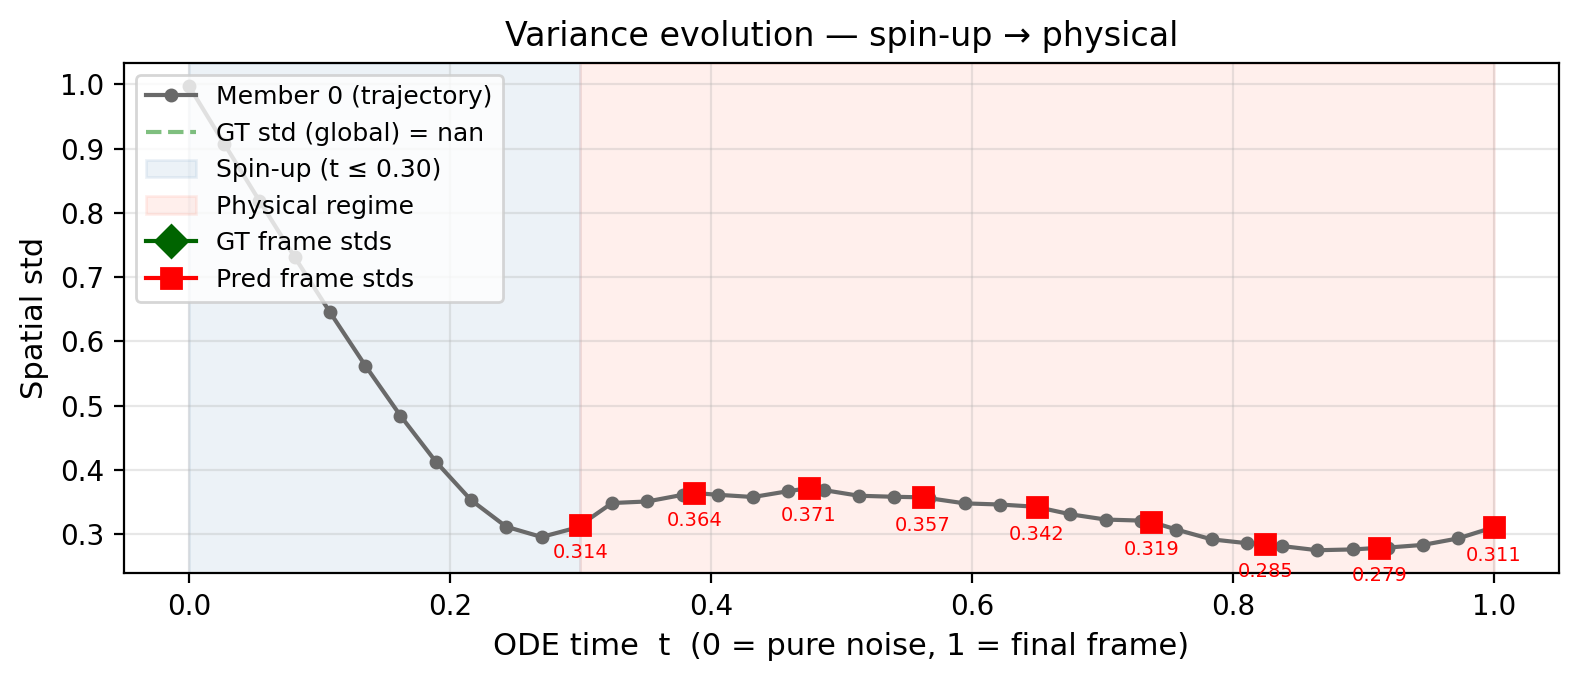 Variance evolution — spin-up → physical
Member 0 (trajectory)
GT std (global) = nan
Spin-up (t ≤ 0.30)
Physical regime
GT frame stds
Pred frame stds
Spatial std
1.0
0.9
0.8
0.7
0.6
0.5
0.4
0.3
0.314
0.364
0.371
0.357
0.342
0.319
0.285
0.279
0.311
0.0 0.2 0.4 0.6 0.8 1.0
ODE time t (0 = pure noise, 1 = final frame)